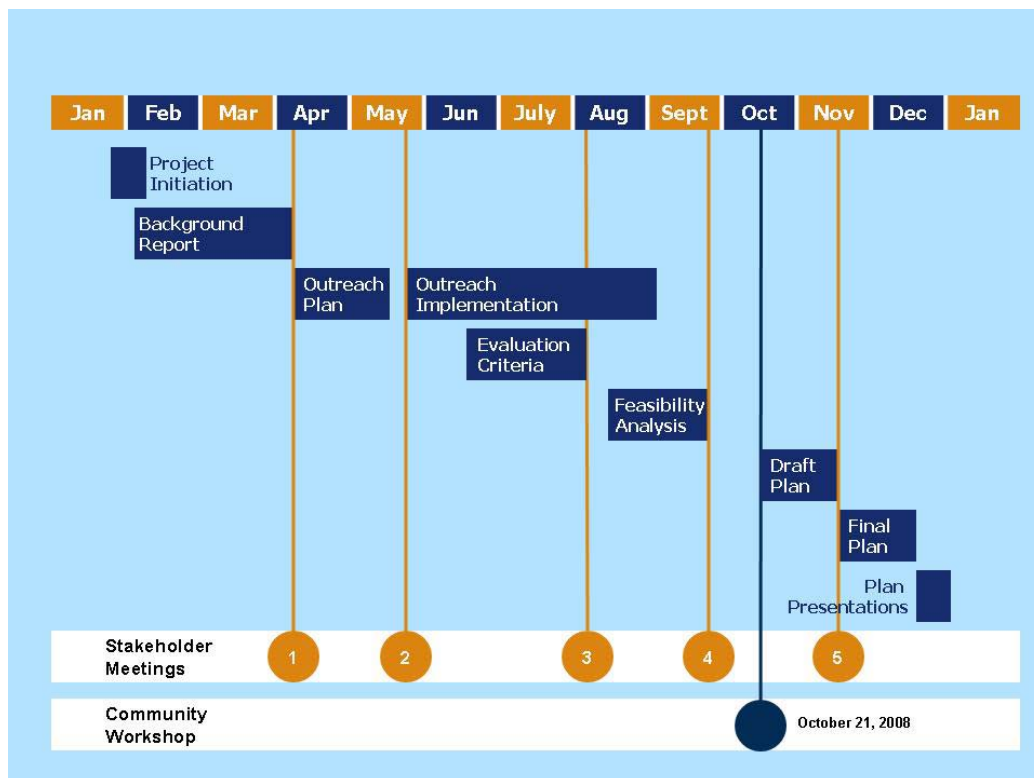 Jan Feb Mar Apr May Jun July Aug Sept Oct Nov Dec Jan
Project
Initiation
Background
Report
Outreach
Plan
Outreach
Implementation
Evaluation
Criteria
Feasibility
Analysis
Draft
Plan
Final
Plan
Plan
Presentations
Stakeholder
Meetings
1 2 3 4 5
Community
Workshop
October 21, 2008